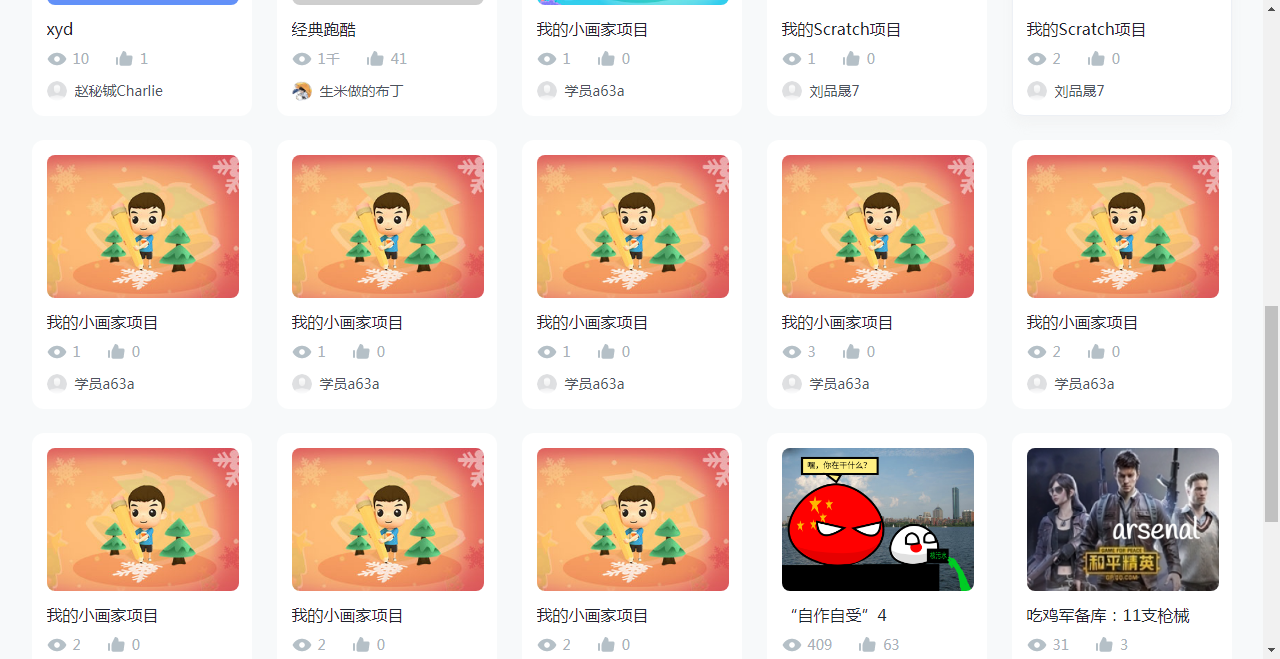 xyd
10 1
赵秘铖Charlie
经典跑酷
1千 41
生米做的布丁
我的小画家项目
1 0
学员a63a
我的Scratch项目
1 0
刘品晟7
我的Scratch项目
2 0
刘品晟7
我的小画家项目
1 0
学员a63a
我的小画家项目
1 0
学员a63a
我的小画家项目
1 0
学员a63a
我的小画家项目
3 0
学员a63a
我的小画家项目
2 0
学员a63a
我的小画家项目
2 0
我的小画家项目
2 0
我的小画家项目
2 0
嘿，你在干什么？
核污水
“自作自受”4
409 63
arsenal
GAME FOR PEACE
和平精英
GP.QQ.COM
吃鸡军备库：11支枪械
31 3